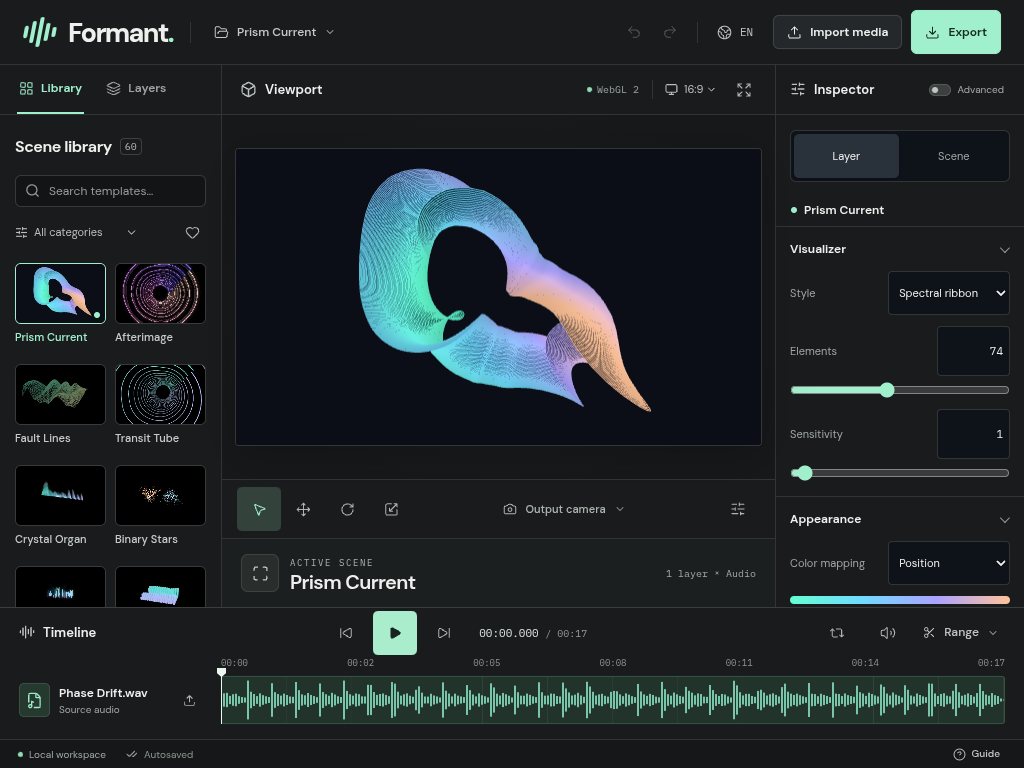 Formant.
Prism Current
EN
Import media
Export
Library
Layers
Viewport
WebGL 2
16:9
Inspector
Advanced
Scene library 60
Search templates...
All categories
Prism Current
Afterimage
Fault Lines
Transit Tube
Crystal Organ
Binary Stars
Output camera
ACTIVE SCENE
Prism Current
1 layer * Audio
Layer
Scene
Prism Current
Visualizer
Style
Spectral ribbon
Elements
74
Sensitivity
1
Appearance
Color mapping
Position
Timeline
00:00.000 / 00:17
Range
00:00
00:02
00:05
00:08
00:11
00:14
00:17
Phase Drift.wav
Source audio
Local workspace
Autosaved
Guide